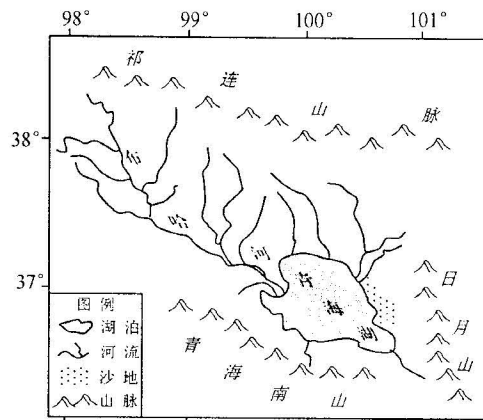 98° 99° 100° 101°
祁 连 山 脉
38°
布 哈 河
37°
青 海 湖
日 月 山
青 海 南 山
图 例
湖 泊
河 流
沙 地
山 脉